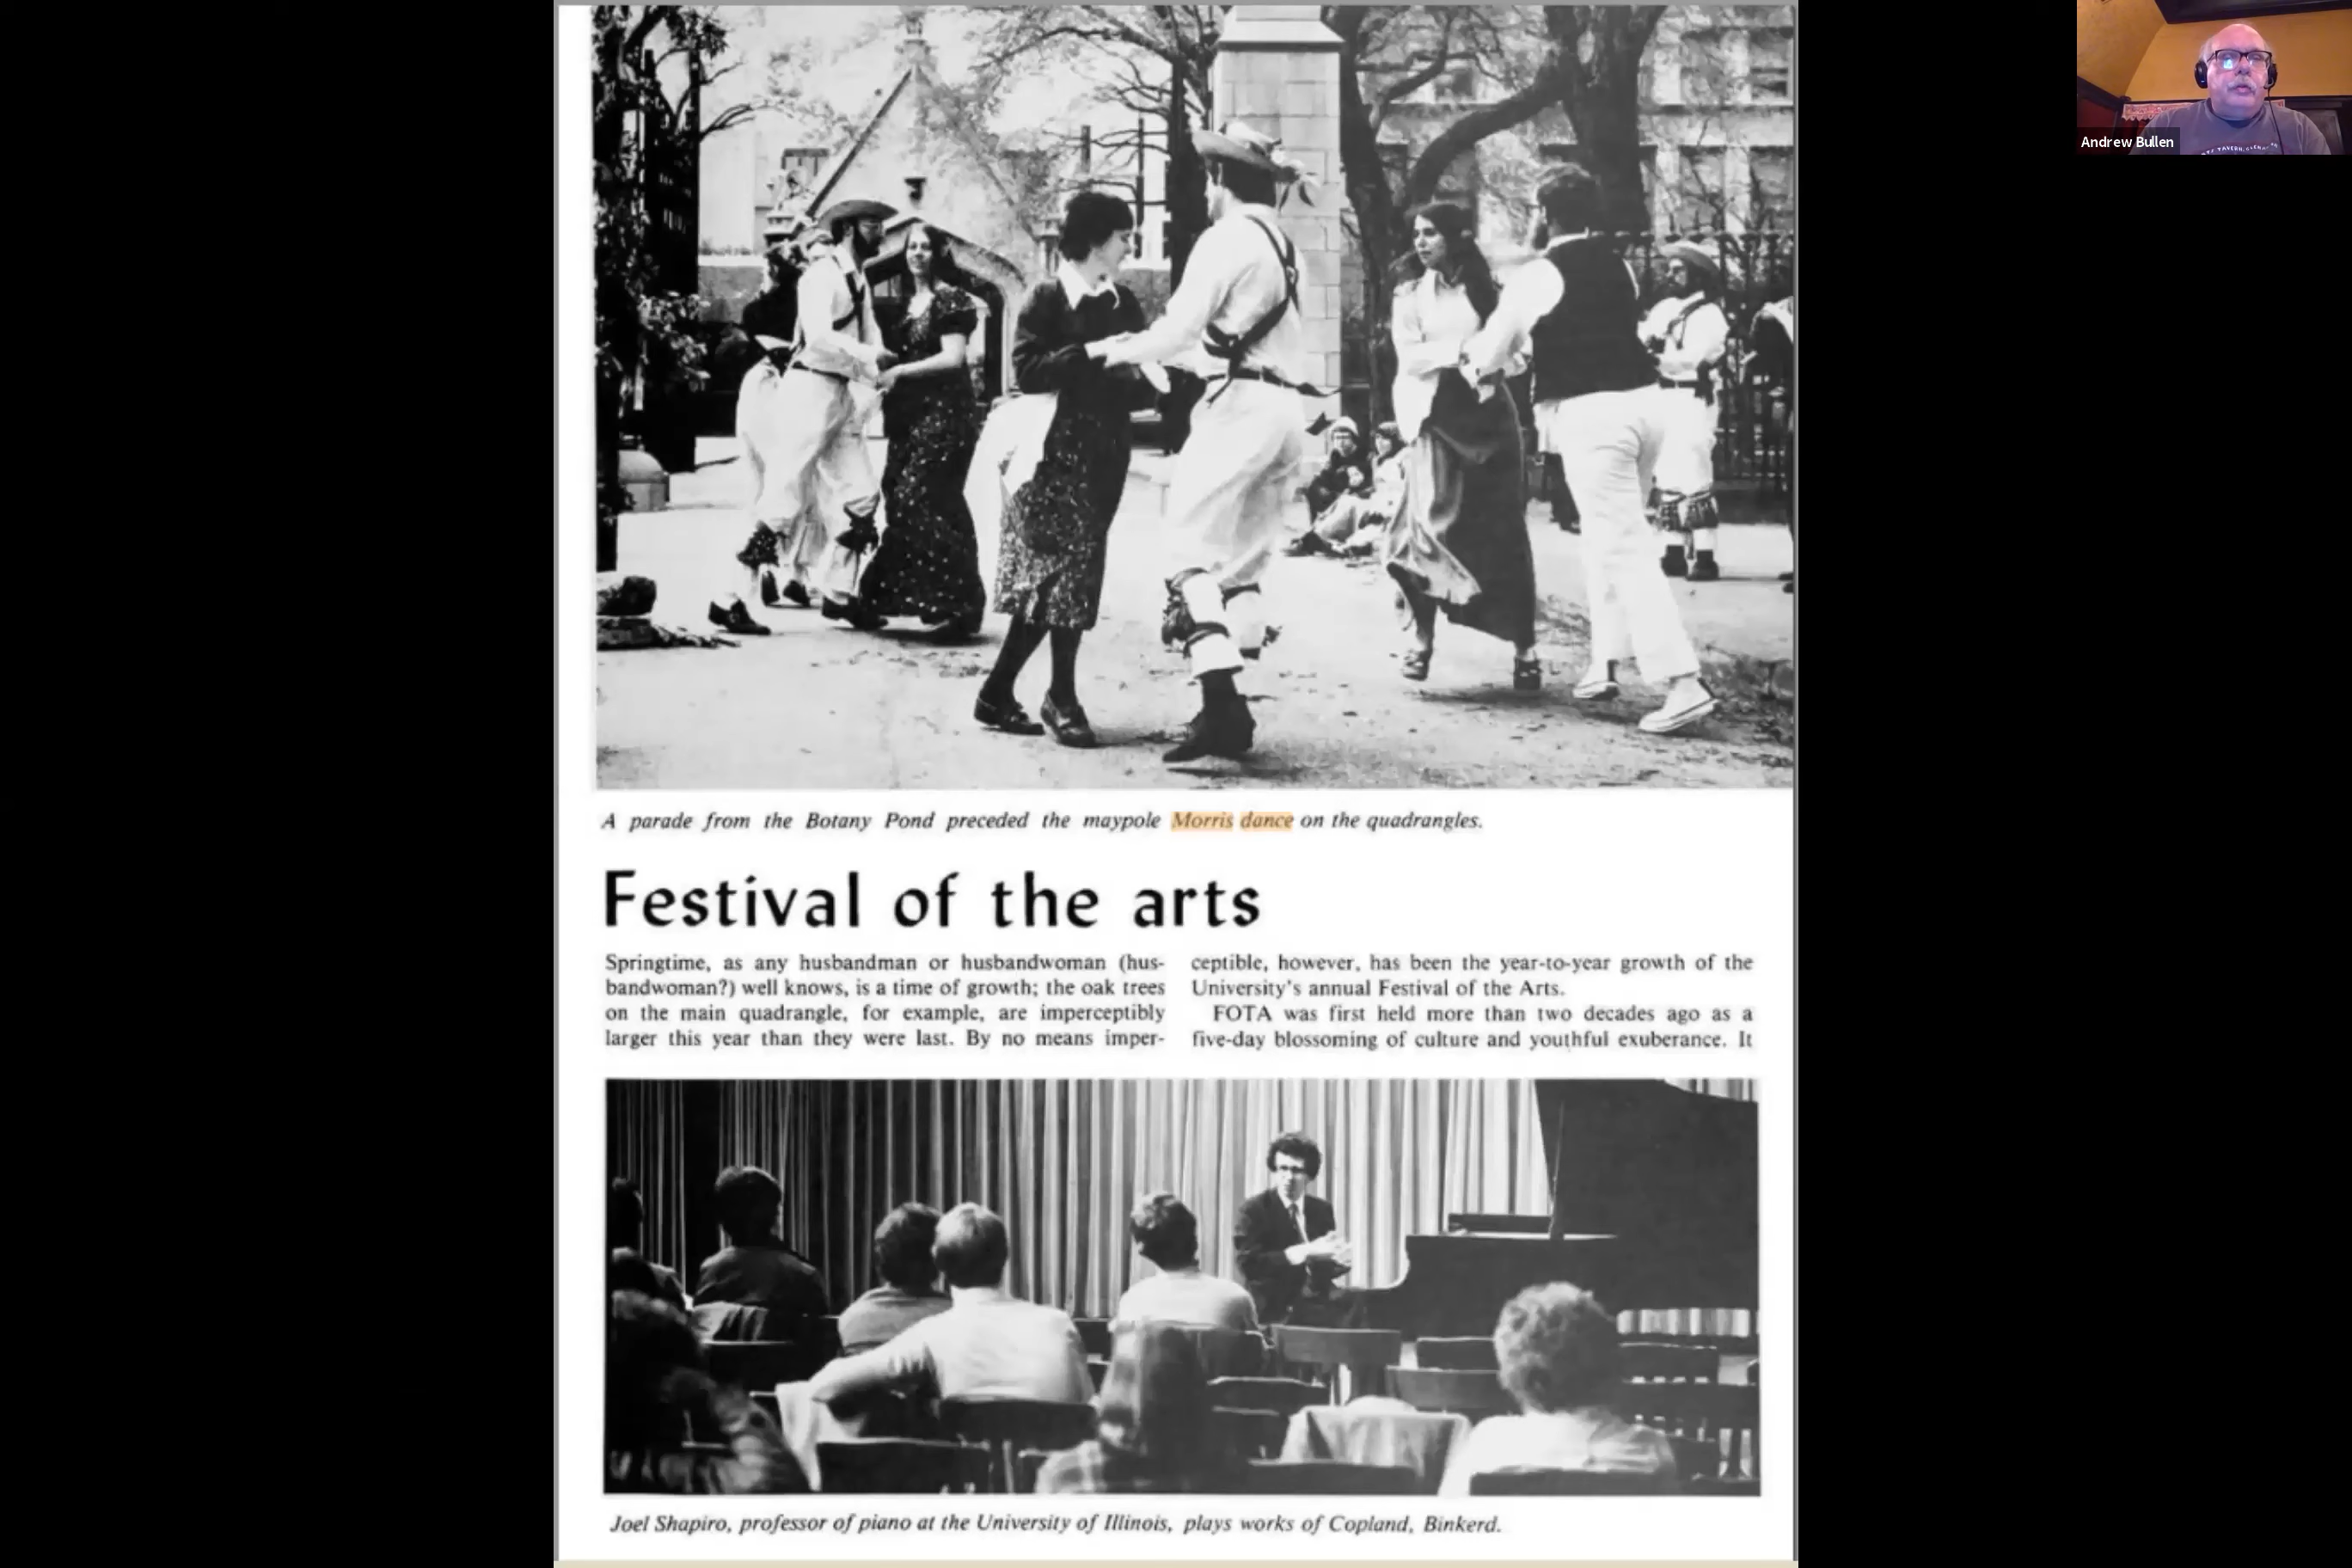 Andrew Bullen
A parade from the Botany Pond preceded the maypole Morris dance on the quadrangles.
Festival of the arts
Springtime, as any husbandman or husbandwoman (hus-
bandwoman?) well knows, is a time of growth; the oak trees
on the main quadrangle, for example, are imperceptibly
larger this year than they were last. By no means imper-
ceptible, however, has been the year-to-year growth of the
University's annual Festival of the Arts.
FOTA was first held more than two decades ago as a
five-day blossoming of culture and youthful exuberance. It
Joel Shapiro, professor of piano at the University of Illinois, plays works of Copland, Binkerd.